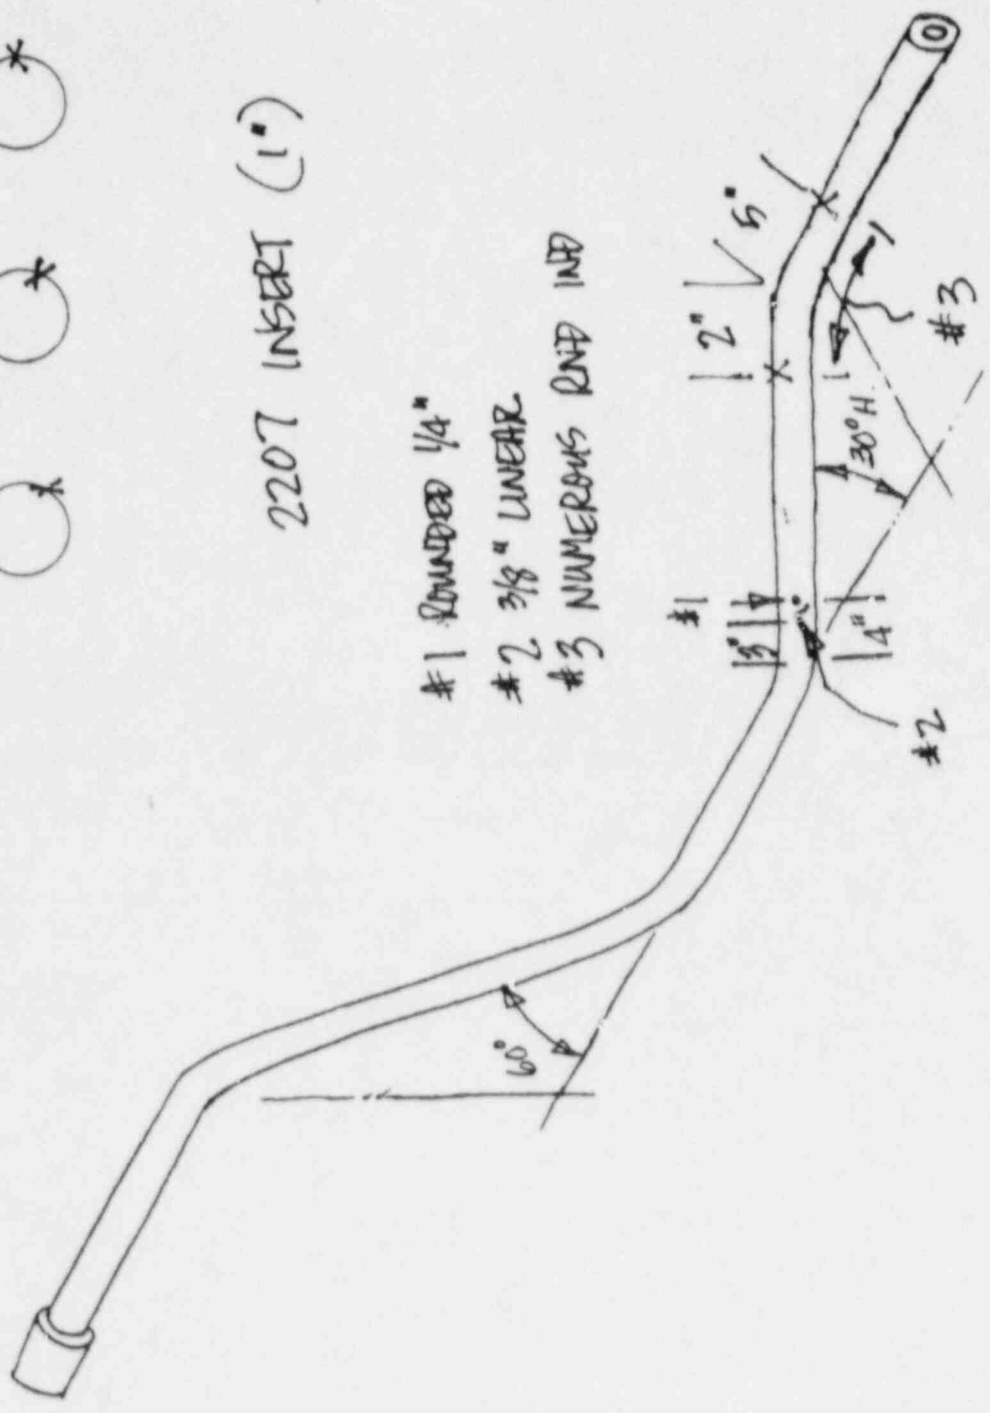 2207 INSERT (1")
#1 ROUNDED 1/4"
#2 3/8" LINEAR
#3 NUMEROUS RND IND
60°
#1
3"
4"
#2
2"
5"
30° H.
#3